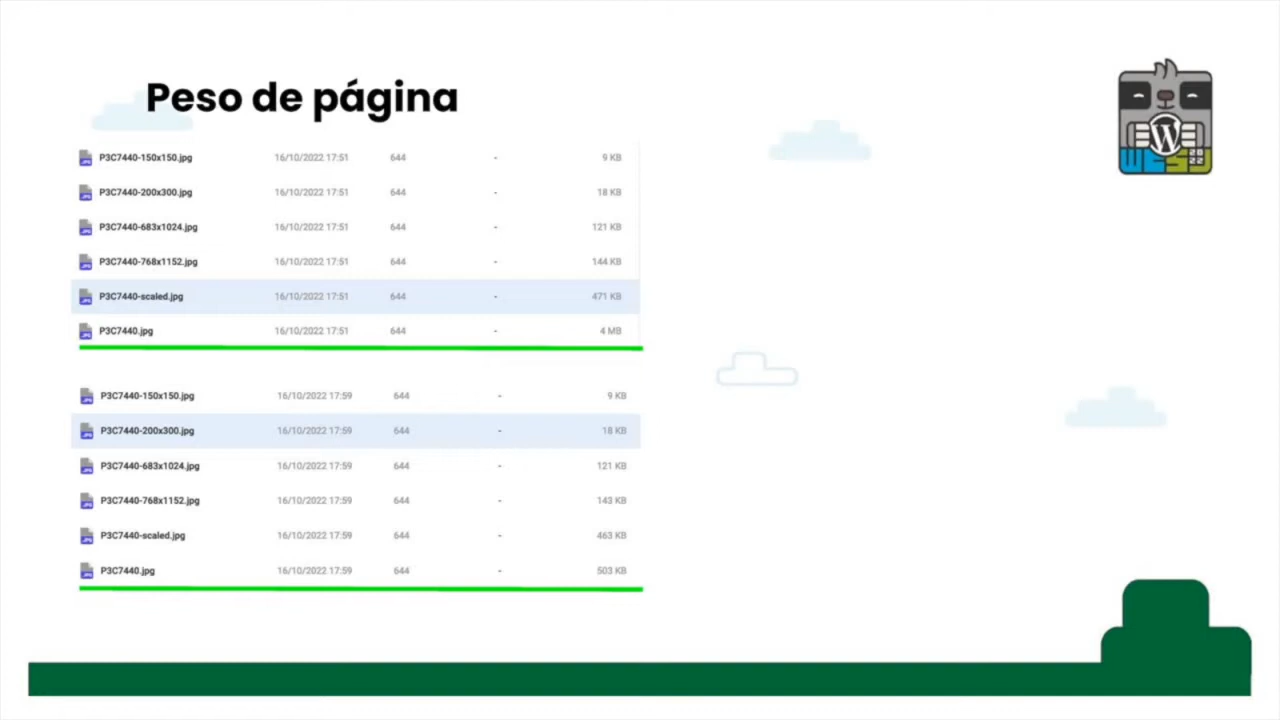 Peso de página
P3C7440-150x150.jpg 16/10/2022 17:51 644 - 9 KB
P3C7440-200x300.jpg 16/10/2022 17:51 644 - 18 KB
P3C7440-683x1024.jpg 16/10/2022 17:51 644 - 121 KB
P3C7440-768x1152.jpg 16/10/2022 17:51 644 - 144 KB
P3C7440-scaled.jpg 16/10/2022 17:51 644 - 471 KB
P3C7440.jpg 16/10/2022 17:51 644 - 4 MB
P3C7440-150x150.jpg 16/10/2022 17:59 644 - 9 KB
P3C7440-200x300.jpg 16/10/2022 17:59 644 - 18 KB
P3C7440-683x1024.jpg 16/10/2022 17:59 644 - 121 KB
P3C7440-768x1152.jpg 16/10/2022 17:59 644 - 143 KB
P3C7440-scaled.jpg 16/10/2022 17:59 644 - 463 KB
P3C7440.jpg 16/10/2022 17:59 644 - 503 KB